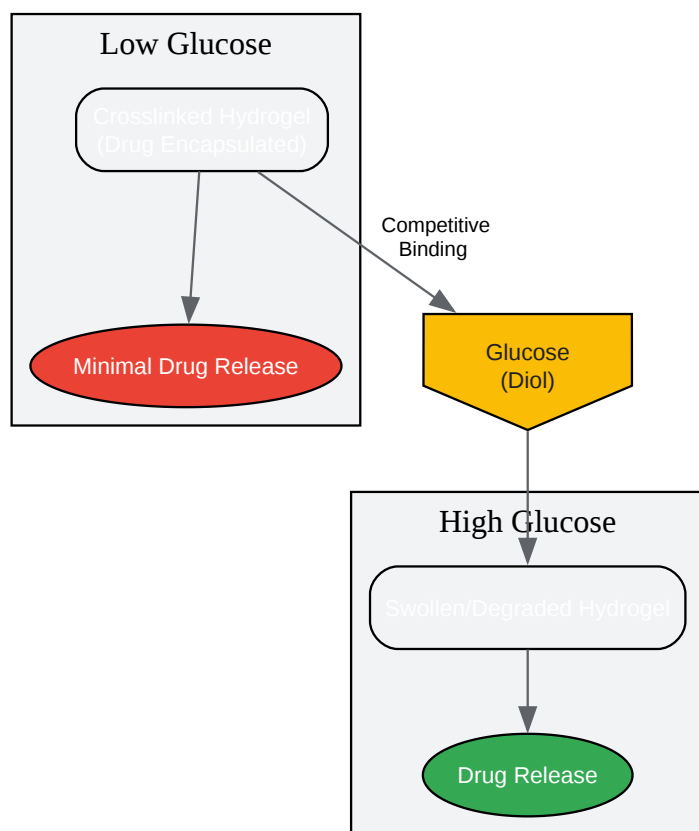 Low Glucose
Crosslinked Hydrogel
(Drug Encapsulated)
Competitive
Binding
Minimal Drug Release
Glucose
(Diol)
High Glucose
Swollen/Degraded Hydrogel
Drug Release